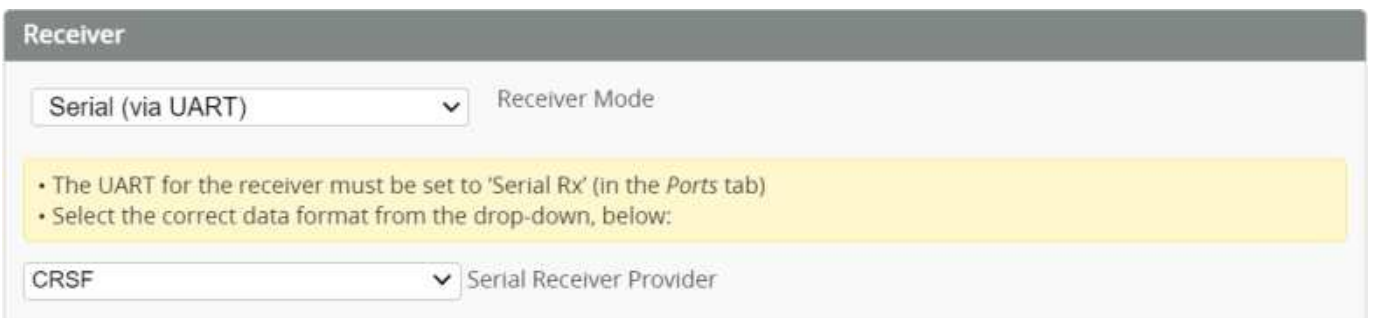 Receiver
Serial (via UART) Receiver Mode
• The UART for the receiver must be set to ‘Serial Rx’ (in the Ports tab)
• Select the correct data format from the drop-down, below:
CRSF Serial Receiver Provider